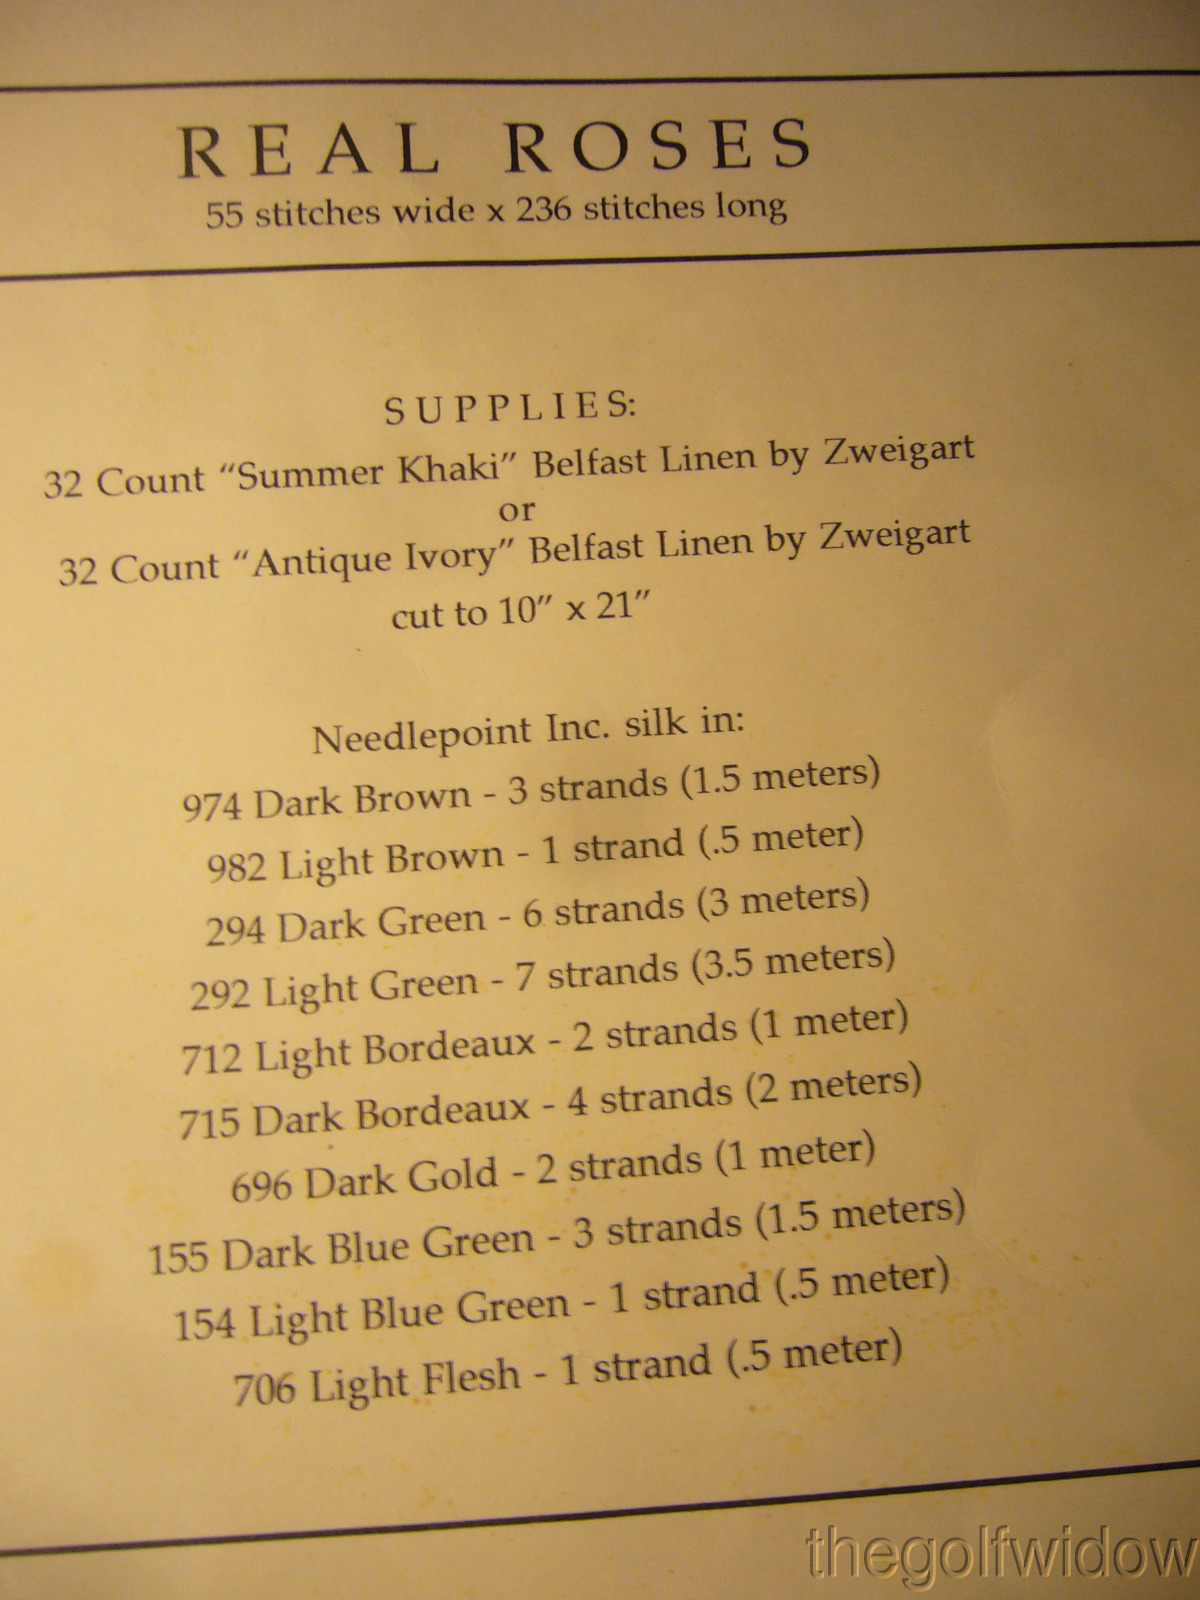 REAL ROSES
55 stitches wide x 236 stitches long
SUPPLIES:
32 Count “Summer Khaki” Belfast Linen by Zweigart
or
32 Count “Antique Ivory” Belfast Linen by Zweigart
cut to 10” x 21”
Needlepoint Inc. silk in:
974 Dark Brown - 3 strands (1.5 meters)
982 Light Brown - 1 strand (.5 meter)
294 Dark Green - 6 strands (3 meters)
292 Light Green - 7 strands (3.5 meters)
712 Light Bordeaux - 2 strands (1 meter)
715 Dark Bordeaux - 4 strands (2 meters)
696 Dark Gold - 2 strands (1 meter)
155 Dark Blue Green - 3 strands (1.5 meters)
154 Light Blue Green - 1 strand (.5 meter)
706 Light Flesh - 1 strand (.5 meter)
thegolfwidow